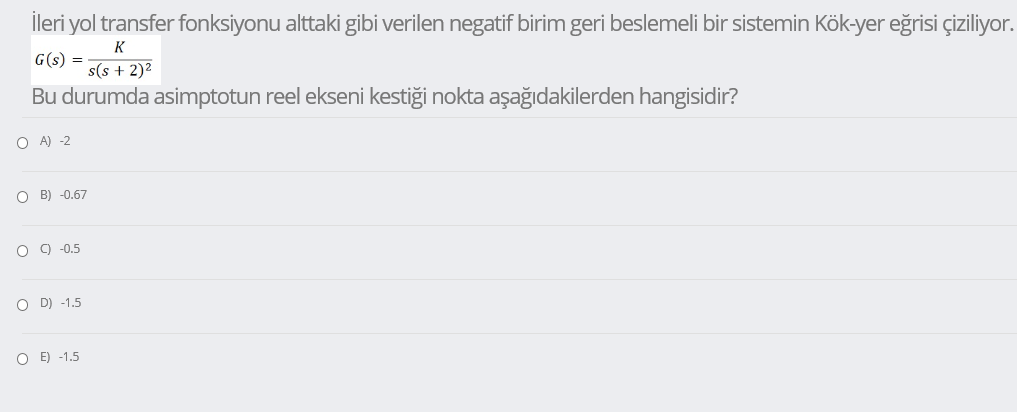 İleri yol transfer fonksiyonu alttaki gibi verilen negatif birim geri beslemeli bir sistemin Kök-yer eğrisi çiziliyor.
G(s) = K / s(s + 2)²
Bu durumda asimptotun reel ekseni kestiği nokta aşağıdakilerden hangisidir?
A) -2
B) -0.67
C) -0.5
D) -1.5
E) -1.5